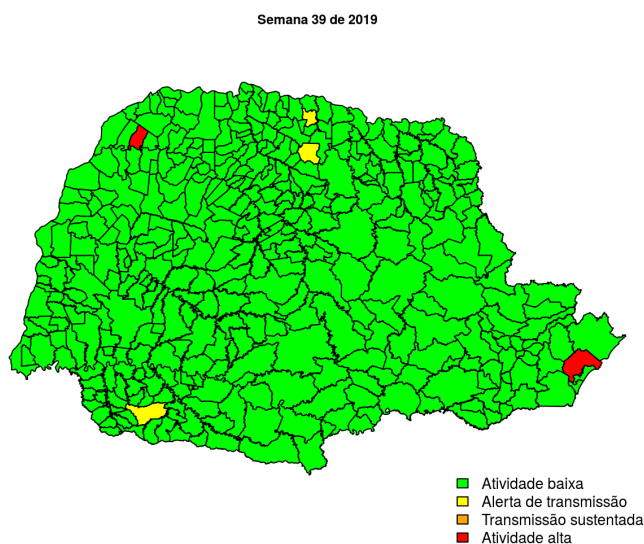 Semana 39 de 2019
Atividade baixa
Alerta de transmissão
Transmissão sustentada
Atividade alta